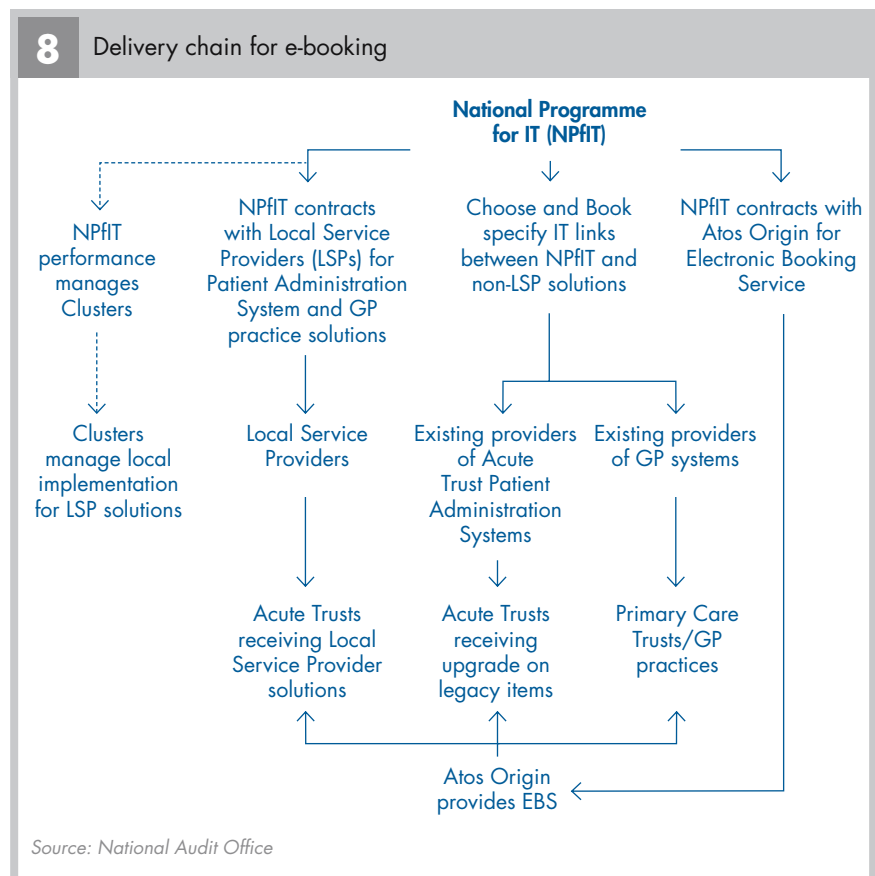 8
Delivery chain for e-booking
National Programme
for IT (NPfIT)
NPfIT
performance
manages
Clusters
NPfIT contracts
with Local Service
Providers (LSPs) for
Patient Administration
System and GP
practice solutions
Choose and Book
specify IT links
between NPfIT and
non-LSP solutions
NPfIT contracts with
Atos Origin for
Electronic Booking
Service
Clusters
manage local
implementation
for LSP solutions
Local Service
Providers
Existing providers
of Acute
Trust Patient
Administration
Systems
Existing providers
of GP systems
Acute Trusts
receiving Local
Service Provider
solutions
Acute Trusts
receiving
upgrade on
legacy items
Primary Care
Trusts/GP
practices
Atos Origin
provides EBS
Source: National Audit Office